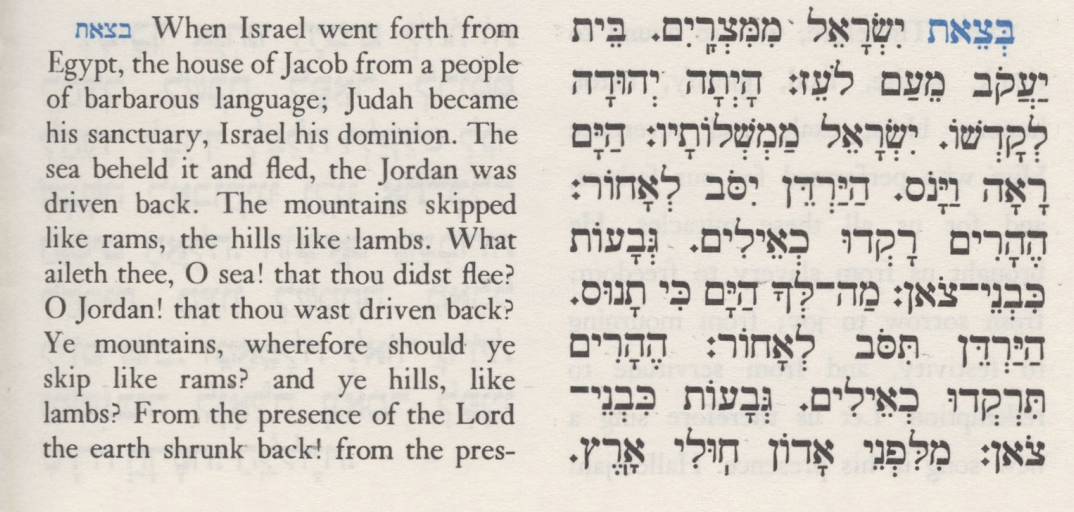 בצאת When Israel went forth from
Egypt, the house of Jacob from a people
of barbarous language; Judah became
his sanctuary, Israel his dominion. The
sea beheld it and fled, the Jordan was
driven back. The mountains skipped
like rams, the hills like lambs. What
aileth thee, O sea! that thou didst flee?
O Jordan! that thou wast driven back?
Ye mountains, wherefore should ye
skip like rams? and ye hills, like
lambs? From the presence of the Lord
the earth shrunk back! from the pres-
בְּצֵאת יִשְׂרָאֵל מִמִּצְרָיִם. בֵּית
יַעֲקֹב מֵעַם לֹעֵז: הָיְתָה יְהוּדָה
לְקָדְשׁוֹ. יִשְׂרָאֵל מַמְשְׁלוֹתָיו: הַיָּם
רָאָה וַיָּנֹס. הַיַּרְדֵּן יִסֹּב לְאָחוֹר:
הֶהָרִים רָקְדוּ כְאֵילִים. גְּבָעוֹת
כִּבְנֵי־צֹאן: מַה־לְּךָ הַיָּם כִּי תָנוּס.
הַיַּרְדֵּן תִּסֹּב לְאָחוֹר: הֶהָרִים
תִּרְקְדוּ כְאֵילִים. גְּבָעוֹת כִּבְנֵי־
צֹאן: מִלִּפְנֵי אָדוֹן חוּלִי אָרֶץ.